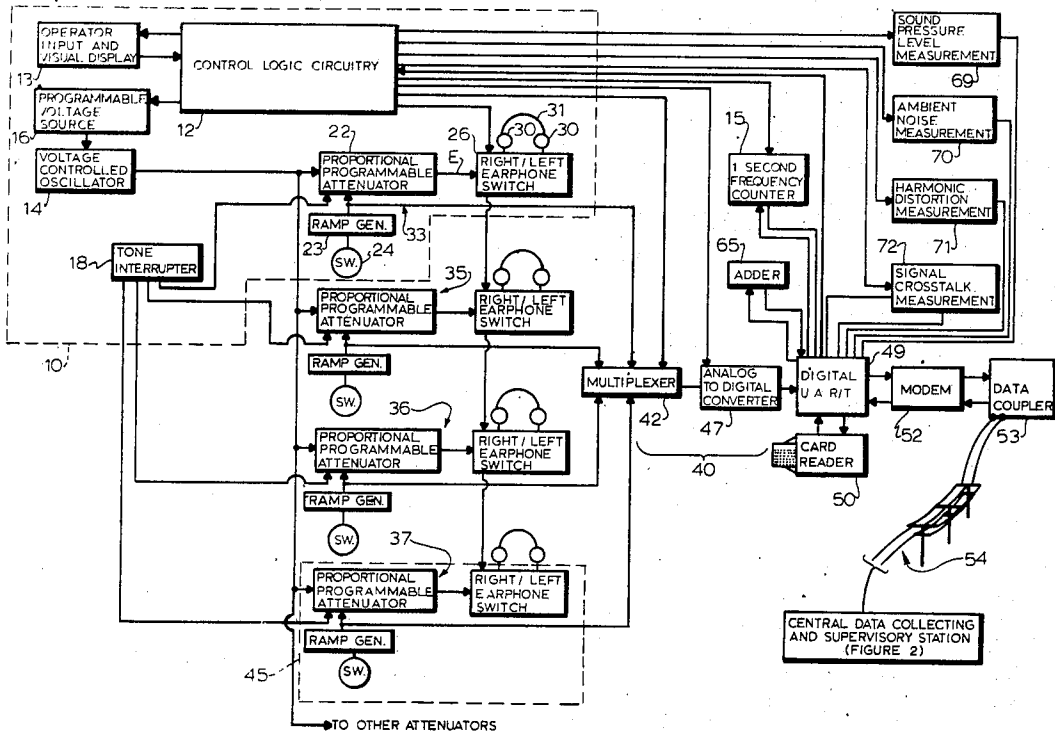 OPERATOR
INPUT AND
VISUAL DISPLAY
13
CONTROL LOGIC CIRCUITRY
12
PROGRAMMABLE
VOLTAGE
SOURCE
16
VOLTAGE
CONTROLLED
OSCILLATOR
14
TONE
INTERRUPTER
18
10
22
PROPORTIONAL
PROGRAMMABLE
ATTENUATOR
E
26
30
31
30
RIGHT/LEFT
EARPHONE
SWITCH
RAMP GEN.
23
SW.
24
33
35
PROPORTIONAL
PROGRAMMABLE
ATTENUATOR
RIGHT/LEFT
EARPHONE
SWITCH
RAMP GEN.
SW.
36
PROPORTIONAL
PROGRAMMABLE
ATTENUATOR
RIGHT/LEFT
EARPHONE
SWITCH
RAMP GEN.
SW.
37
PROPORTIONAL
PROGRAMMABLE
ATTENUATOR
RIGHT/LEFT
EARPHONE
SWITCH
RAMP GEN.
SW.
45
TO OTHER ATTENUATORS
MULTIPLEXER
42
ANALOG
TO DIGITAL
CONVERTER
47
40
15
1 SECOND
FREQUENCY
COUNTER
65
ADDER
SOUND
PRESSURE
LEVEL
MEASUREMENT
69
AMBIENT
NOISE
MEASUREMENT
70
HARMONIC
DISTORTION
MEASUREMENT
71
72
SIGNAL
CROSSTALK
MEASUREMENT
49
DIGITAL
U A R/T
MODEM
52
DATA
COUPLER
53
CARD
READER
50
54
CENTRAL DATA COLLECTING
AND SUPERVISORY STATION
(FIGURE 2)